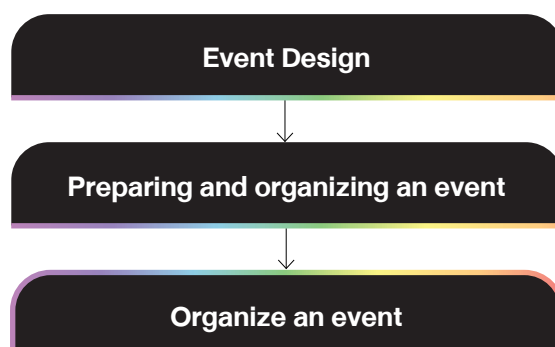 Event Design
Preparing and organizing an event
Organize an event